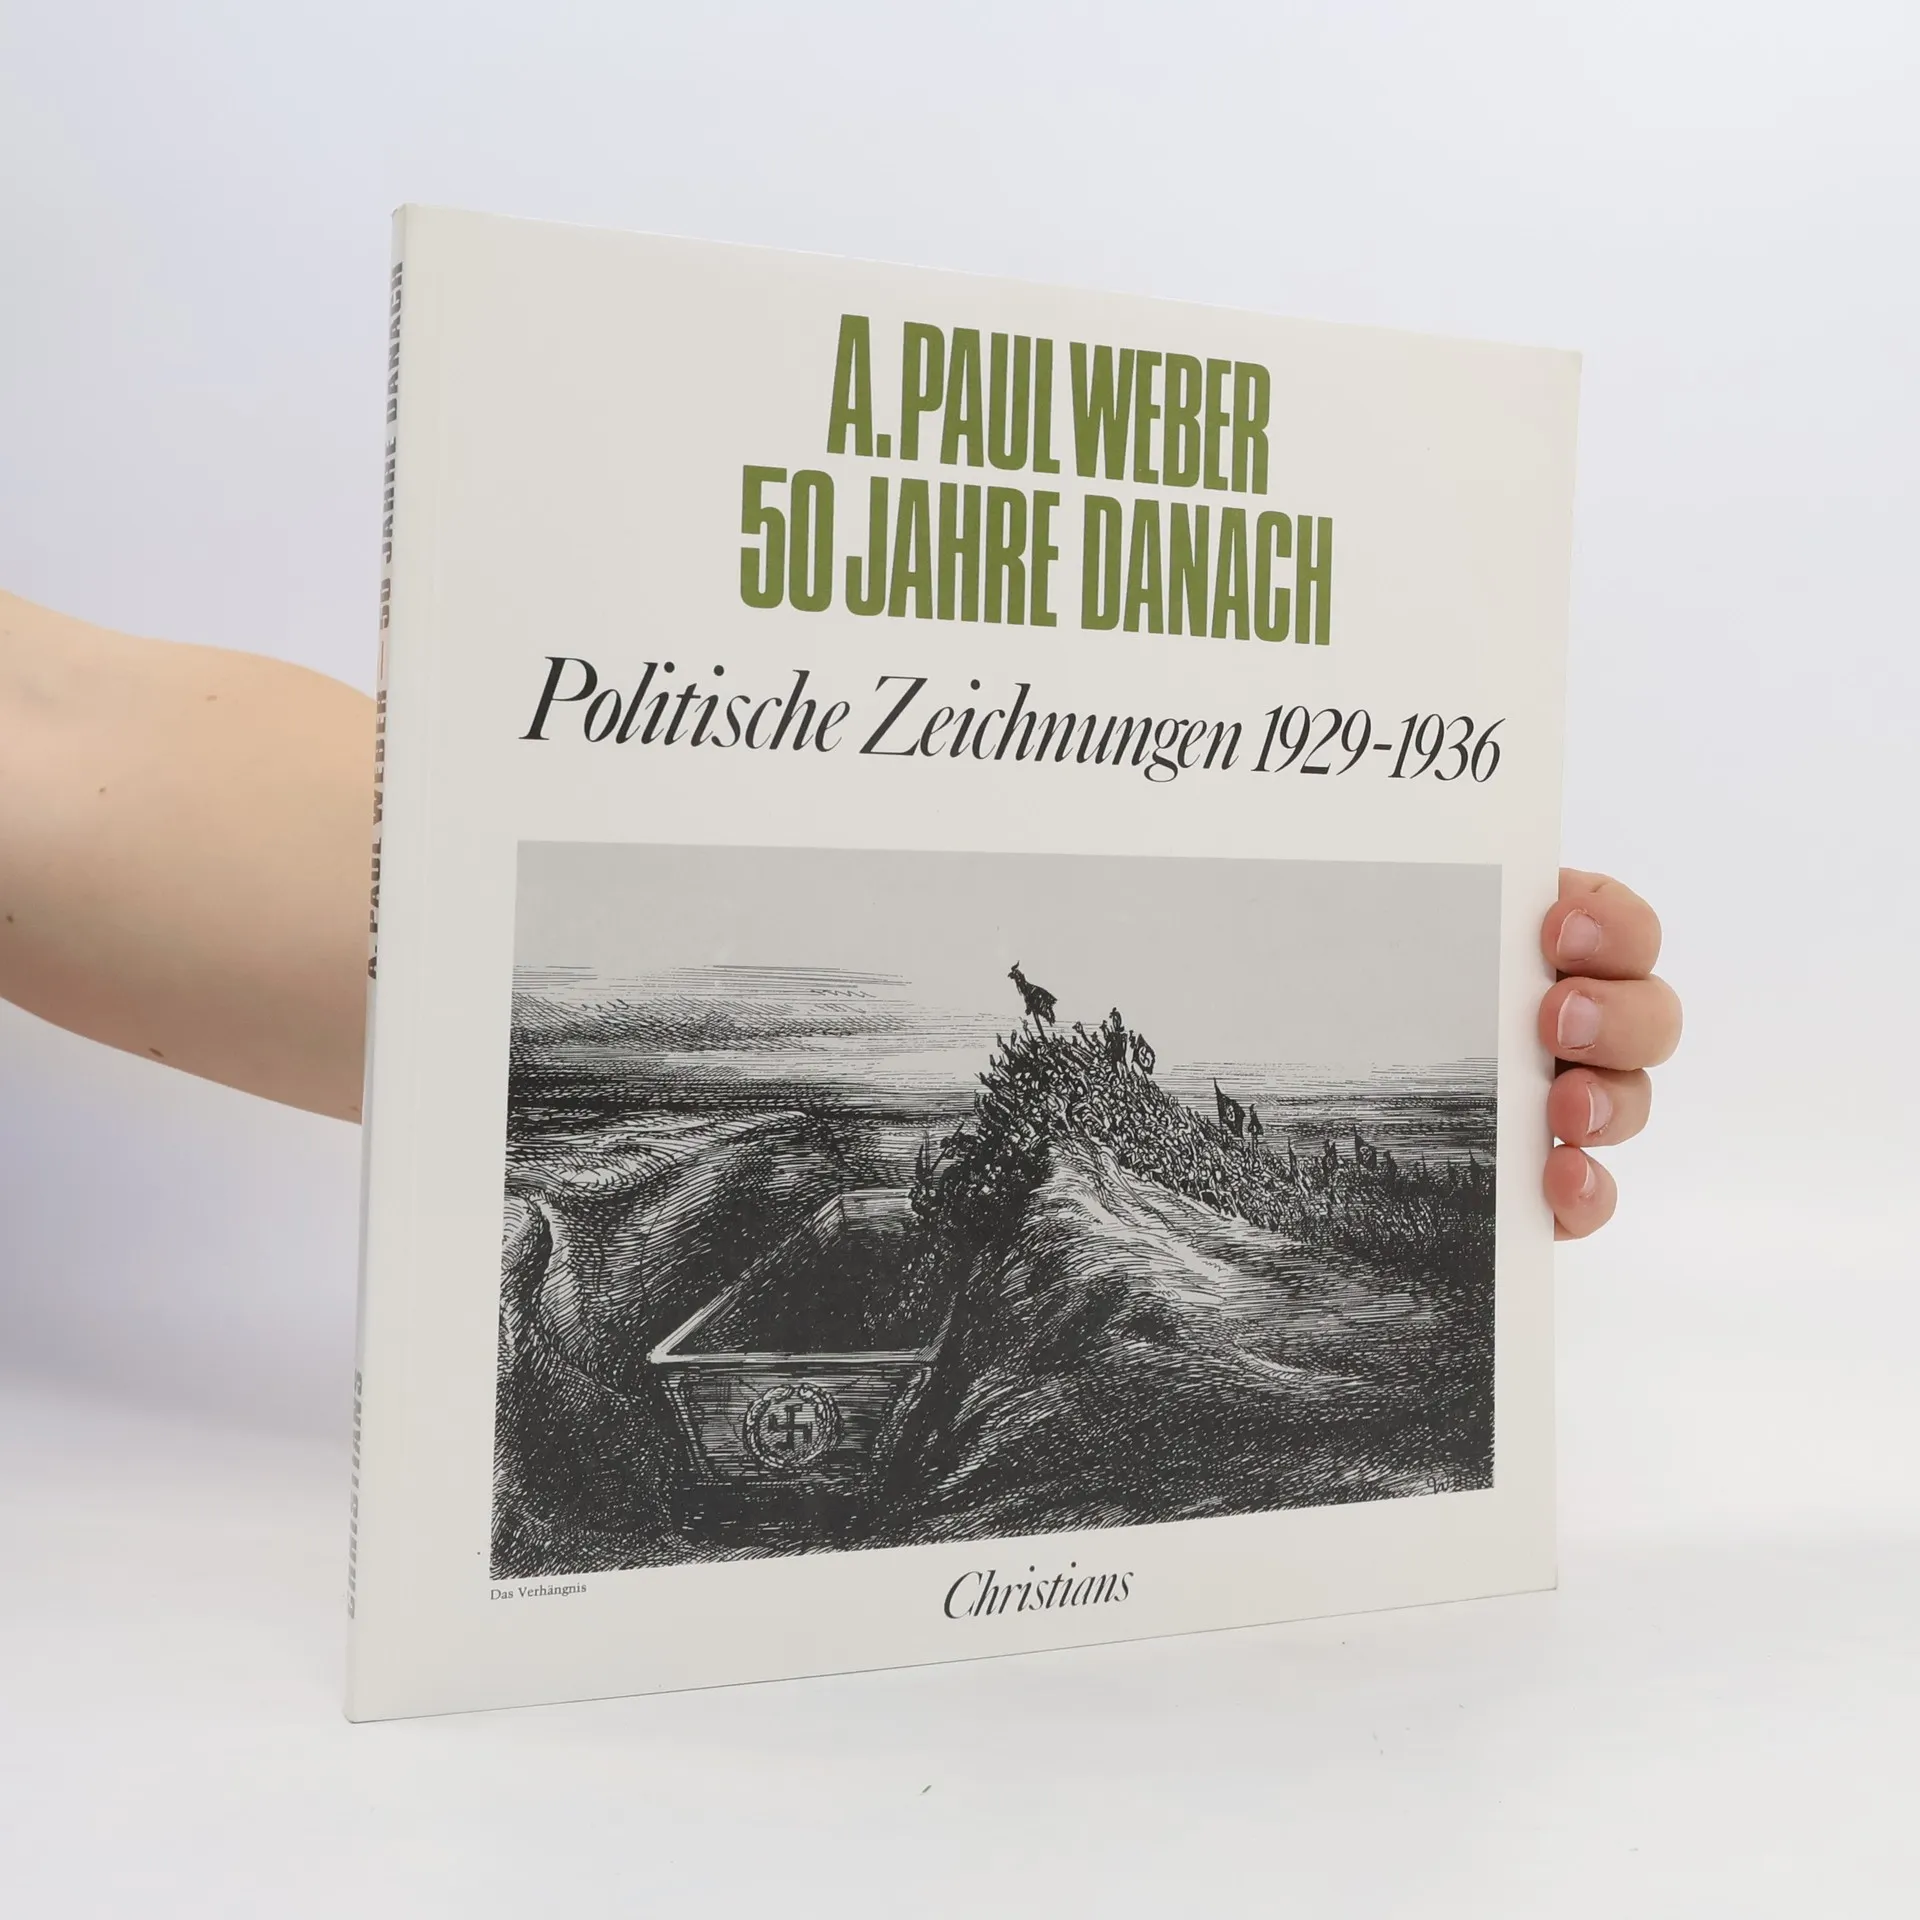 A. PAUL WEBER
50 JAHRE DANACH
Politische Zeichnungen 1929-1936
Das Verhängnis
Christians
A. PAUL WEBER — 50 JAHRE DANACH
CHRISTIANS